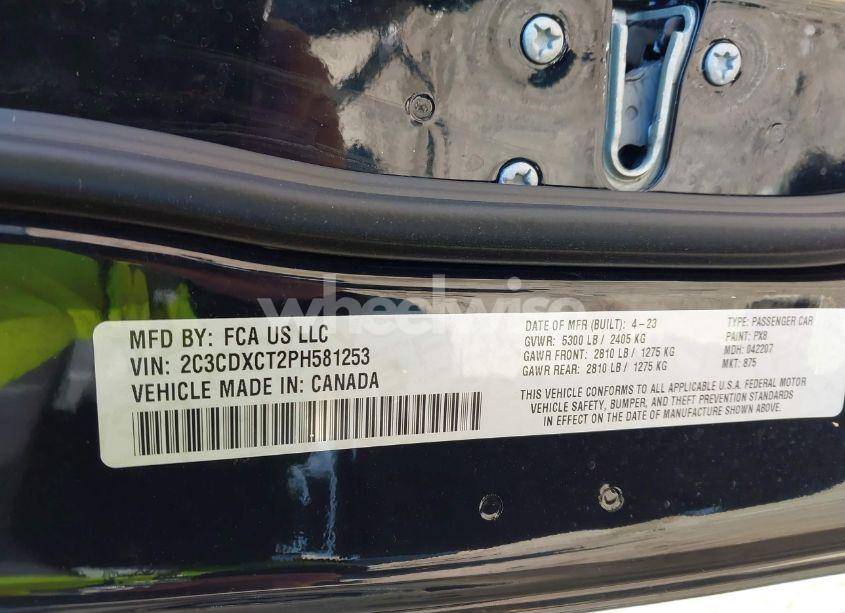 wheelwise
MFD BY: FCA US LLC
VIN: 2C3CDXCT2PH581253
VEHICLE MADE IN: CANADA
DATE OF MFR (BUILT): 4-23
GVWR: 5300 LB / 2405 KG
GAWR FRONT: 2810 LB / 1275 KG
GAWR REAR: 2810 LB / 1275 KG
TYPE: PASSENGER CAR
PAINT: PX8
MDH: 042207
MKT: 875
THIS VEHICLE CONFORMS TO ALL APPLICABLE U.S.A. FEDERAL MOTOR
VEHICLE SAFETY, BUMPER, AND THEFT PREVENTION STANDARDS
IN EFFECT ON THE DATE OF MANUFACTURE SHOWN ABOVE.